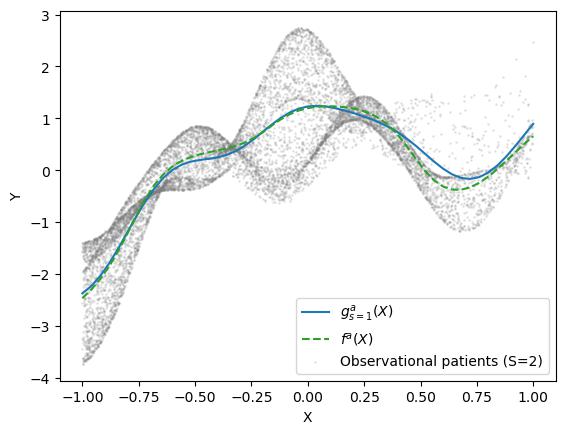 3
2
1
0
−1
−2
−3
−4
Y
−1.00 −0.75 −0.50 −0.25 0.00 0.25 0.50 0.75 1.00
X
g^a_{s=1}(X)
f^a(X)
Observational patients (S=2)